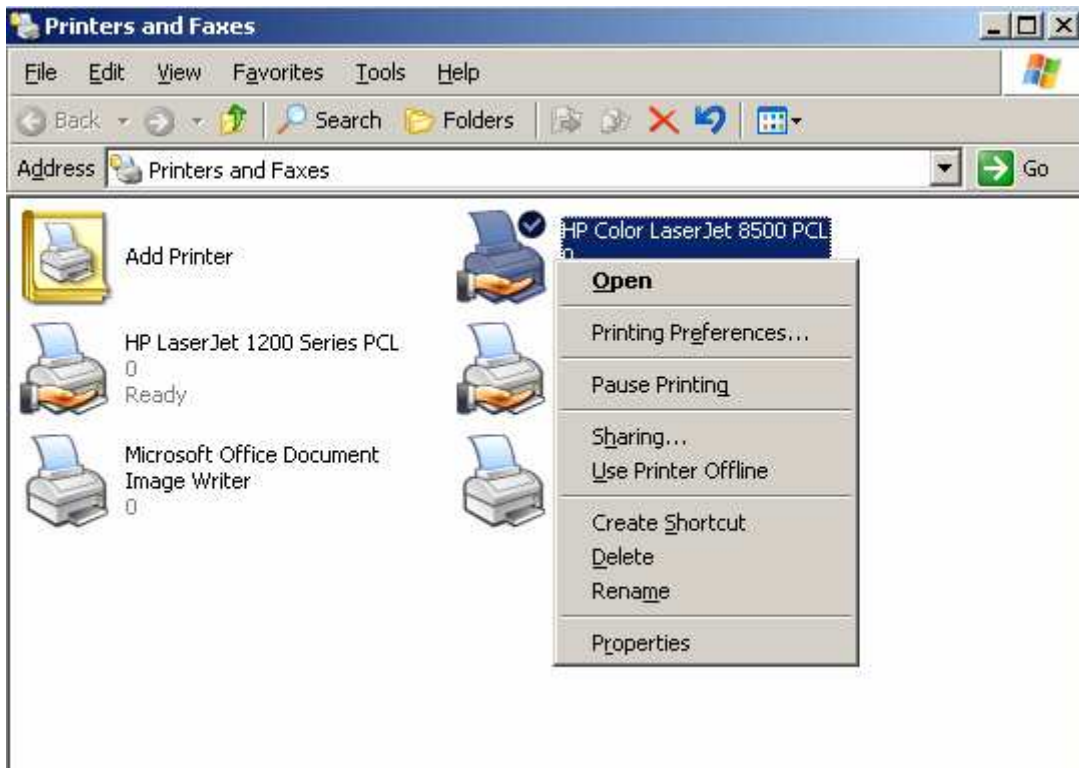 Printers and Faxes
File Edit View Favorites Tools Help
Back Search Folders
Address Printers and Faxes Go
Add Printer
HP Color LaserJet 8500 PCL
0
HP LaserJet 1200 Series PCL
0
Ready
Microsoft Office Document
Image Writer
0
Open
Printing Preferences...
Pause Printing
Sharing...
Use Printer Offline
Create Shortcut
Delete
Rename
Properties